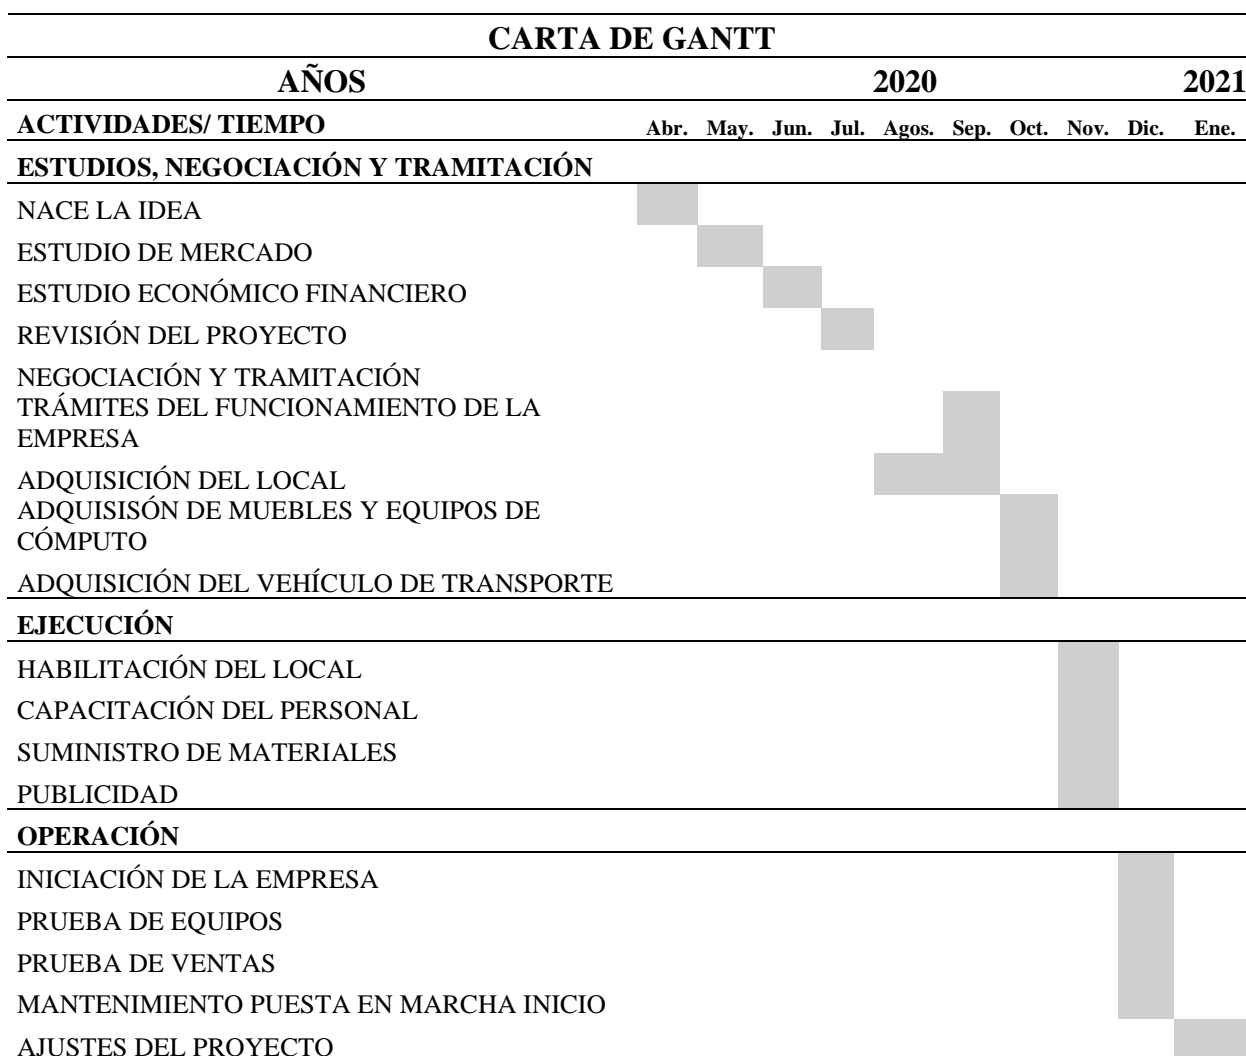 CARTA DE GANTT
AÑOS 2020 2021
ACTIVIDADES/ TIEMPO Abr. May. Jun. Jul. Agos. Sep. Oct. Nov. Dic. Ene.
ESTUDIOS, NEGOCIACIÓN Y TRAMITACIÓN
NACE LA IDEA
ESTUDIO DE MERCADO
ESTUDIO ECONÓMICO FINANCIERO
REVISIÓN DEL PROYECTO
NEGOCIACIÓN Y TRAMITACIÓN
TRÁMITES DEL FUNCIONAMIENTO DE LA
EMPRESA
ADQUISICIÓN DEL LOCAL
ADQUISISÓN DE MUEBLES Y EQUIPOS DE
CÓMPUTO
ADQUISICIÓN DEL VEHÍCULO DE TRANSPORTE
EJECUCIÓN
HABILITACIÓN DEL LOCAL
CAPACITACIÓN DEL PERSONAL
SUMINISTRO DE MATERIALES
PUBLICIDAD
OPERACIÓN
INICIACIÓN DE LA EMPRESA
PRUEBA DE EQUIPOS
PRUEBA DE VENTAS
MANTENIMIENTO PUESTA EN MARCHA INICIO
AJUSTES DEL PROYECTO